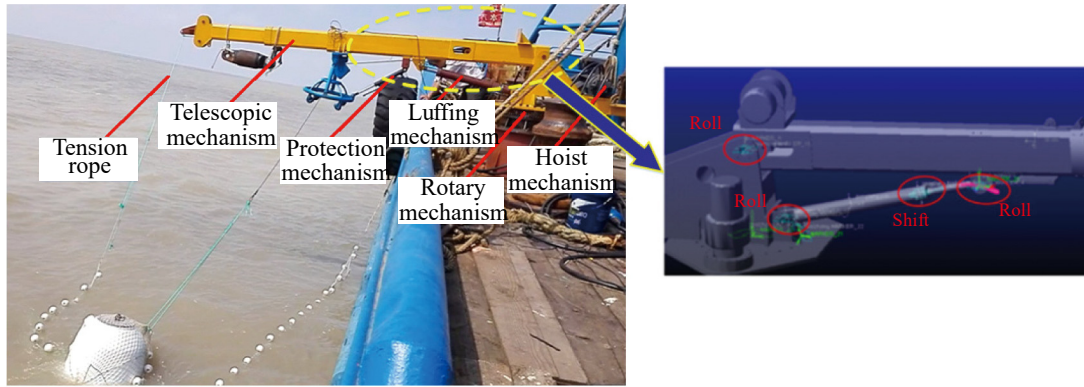 Telescopic
mechanism
Tension
rope
Protection
mechanism
Luffing
mechanism
Rotary
mechanism
Hoist
mechanism
Roll
Roll
Shift
Roll